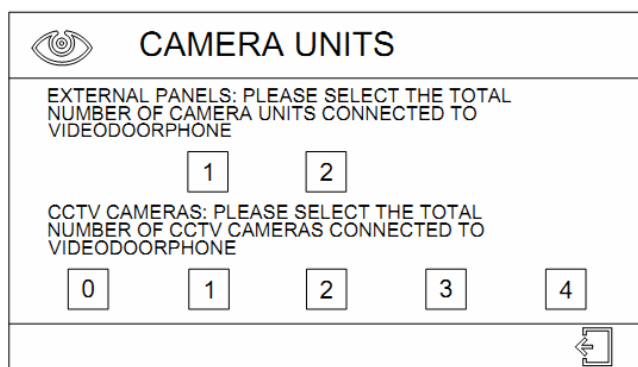 CAMERA UNITS
EXTERNAL PANELS: PLEASE SELECT THE TOTAL
NUMBER OF CAMERA UNITS CONNECTED TO
VIDEODOORPHONE
1 2
CCTV CAMERAS: PLEASE SELECT THE TOTAL
NUMBER OF CCTV CAMERAS CONNECTED TO
VIDEODOORPHONE
0 1 2 3 4